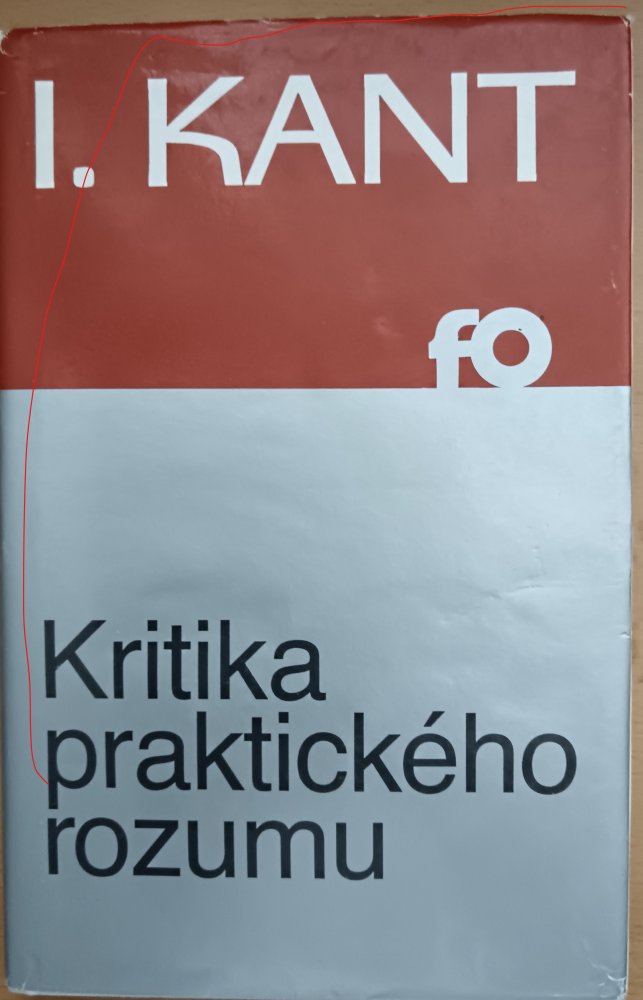 I. KANT
fo
Kritika
praktického
rozumu